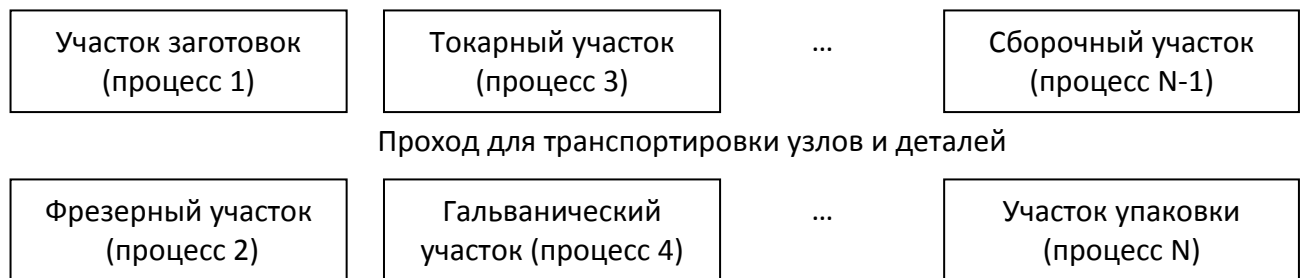 Участок заготовок
(процесс 1)
Токарный участок
(процесс 3)
...
Сборочный участок
(процесс N-1)
Проход для транспортировки узлов и деталей
Фрезерный участок
(процесс 2)
Гальванический
участок (процесс 4)
...
Участок упаковки
(процесс N)